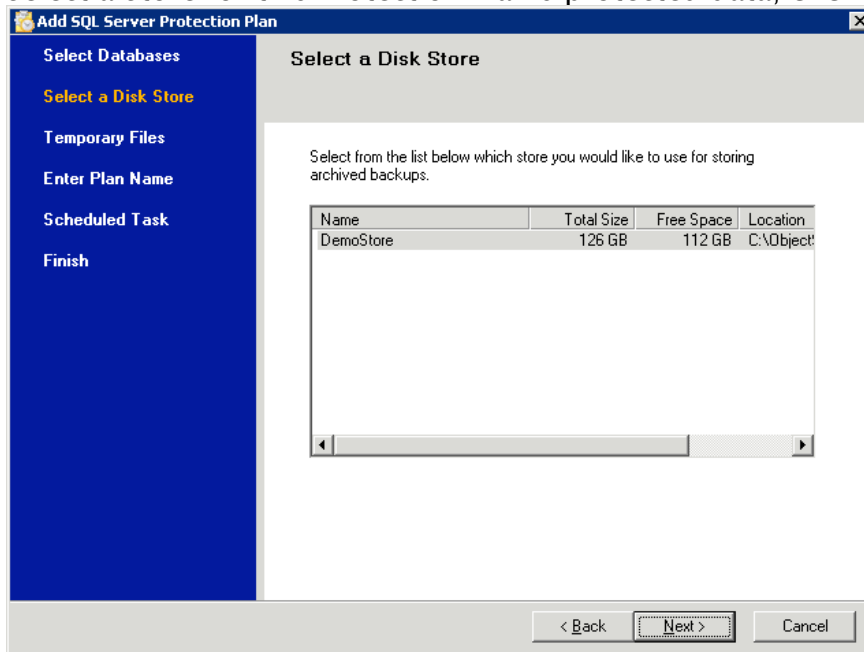 Add SQL Server Protection Plan
Select Databases
Select a Disk Store
Temporary Files
Enter Plan Name
Scheduled Task
Finish
Select a Disk Store
Select from the list below which store you would like to use for storing
archived backups.
Name Total Size Free Space Location
DemoStore 126 GB 112 GB C:\Object
< Back Next > Cancel